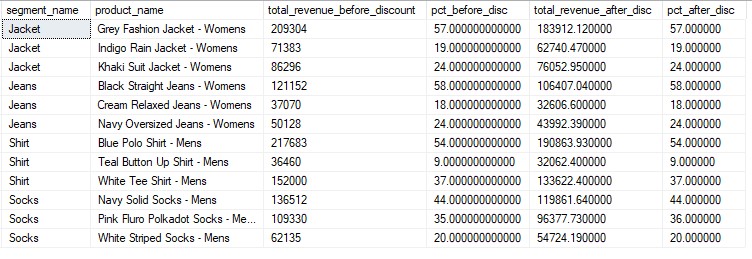 segment_name product_name total_revenue_before_discount pct_before_disc total_revenue_after_disc pct_after_disc
Jacket Grey Fashion Jacket - Womens 209304 57.000000000000 183912.120000 57.000000
Jacket Indigo Rain Jacket - Womens 71383 19.000000000000 62740.470000 19.000000
Jacket Khaki Suit Jacket - Womens 86296 24.000000000000 76052.950000 24.000000
Jeans Black Straight Jeans - Womens 121152 58.000000000000 106407.040000 58.000000
Jeans Cream Relaxed Jeans - Womens 37070 18.000000000000 32606.600000 18.000000
Jeans Navy Oversized Jeans - Womens 50128 24.000000000000 43992.390000 24.000000
Shirt Blue Polo Shirt - Mens 217683 54.000000000000 190863.930000 54.000000
Shirt Teal Button Up Shirt - Mens 36460 9.000000000000 32062.400000 9.000000
Shirt White Tee Shirt - Mens 152000 37.000000000000 133622.400000 37.000000
Socks Navy Solid Socks - Mens 136512 44.000000000000 119861.640000 44.000000
Socks Pink Fluro Polkadot Socks - Me... 109330 35.000000000000 96377.730000 36.000000
Socks White Striped Socks - Mens 62135 20.000000000000 54724.190000 20.000000